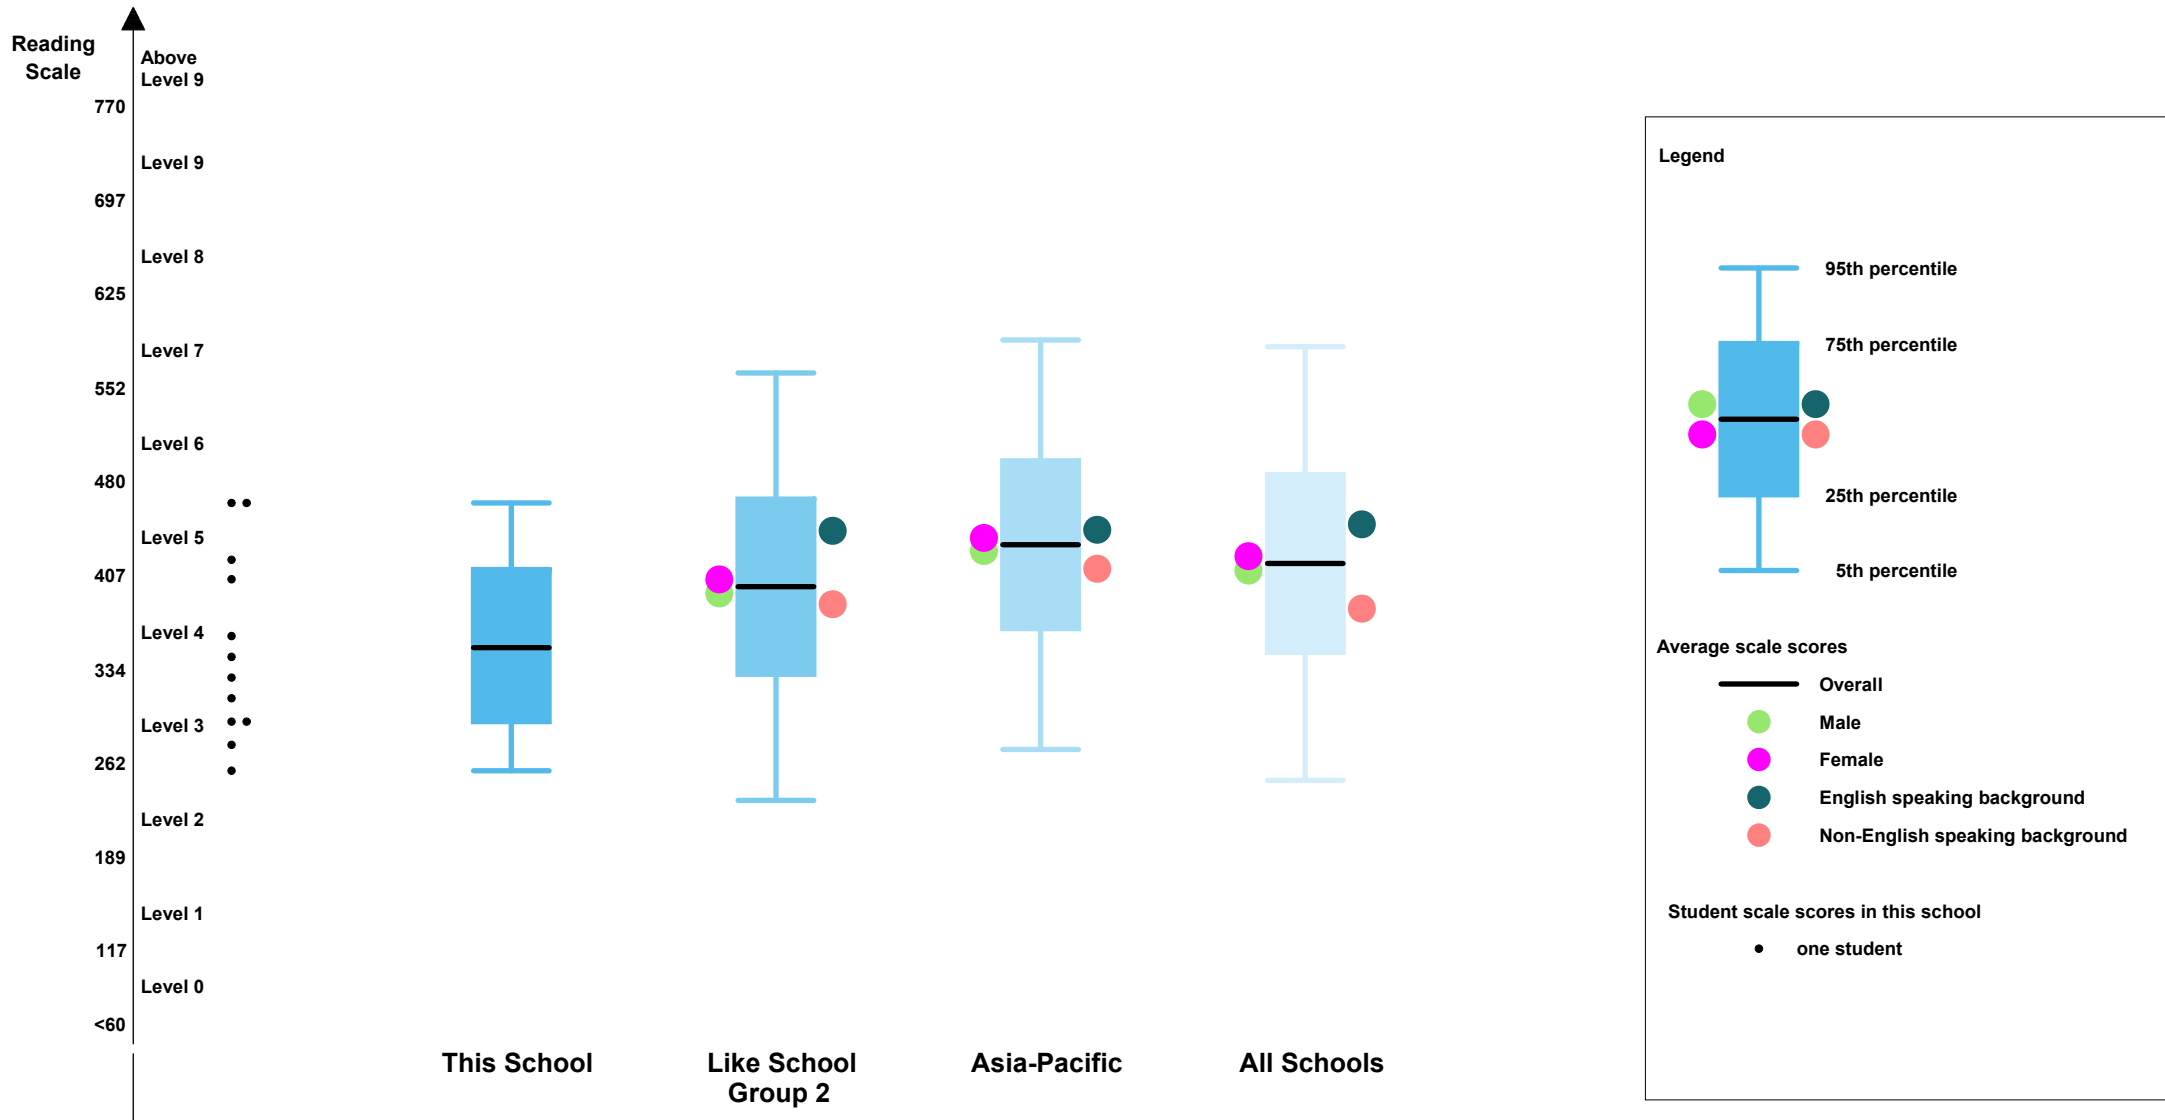 Reading
Scale
Above
Level 9
770
Level 9
697
Level 8
625
Level 7
552
Level 6
480
Level 5
407
Level 4
334
Level 3
262
Level 2
189
Level 1
117
Level 0
<60
This School
Like School
Group 2
Asia-Pacific
All Schools
Legend
95th percentile
75th percentile
25th percentile
5th percentile
Average scale scores
Overall
Male
Female
English speaking background
Non-English speaking background
Student scale scores in this school
one student